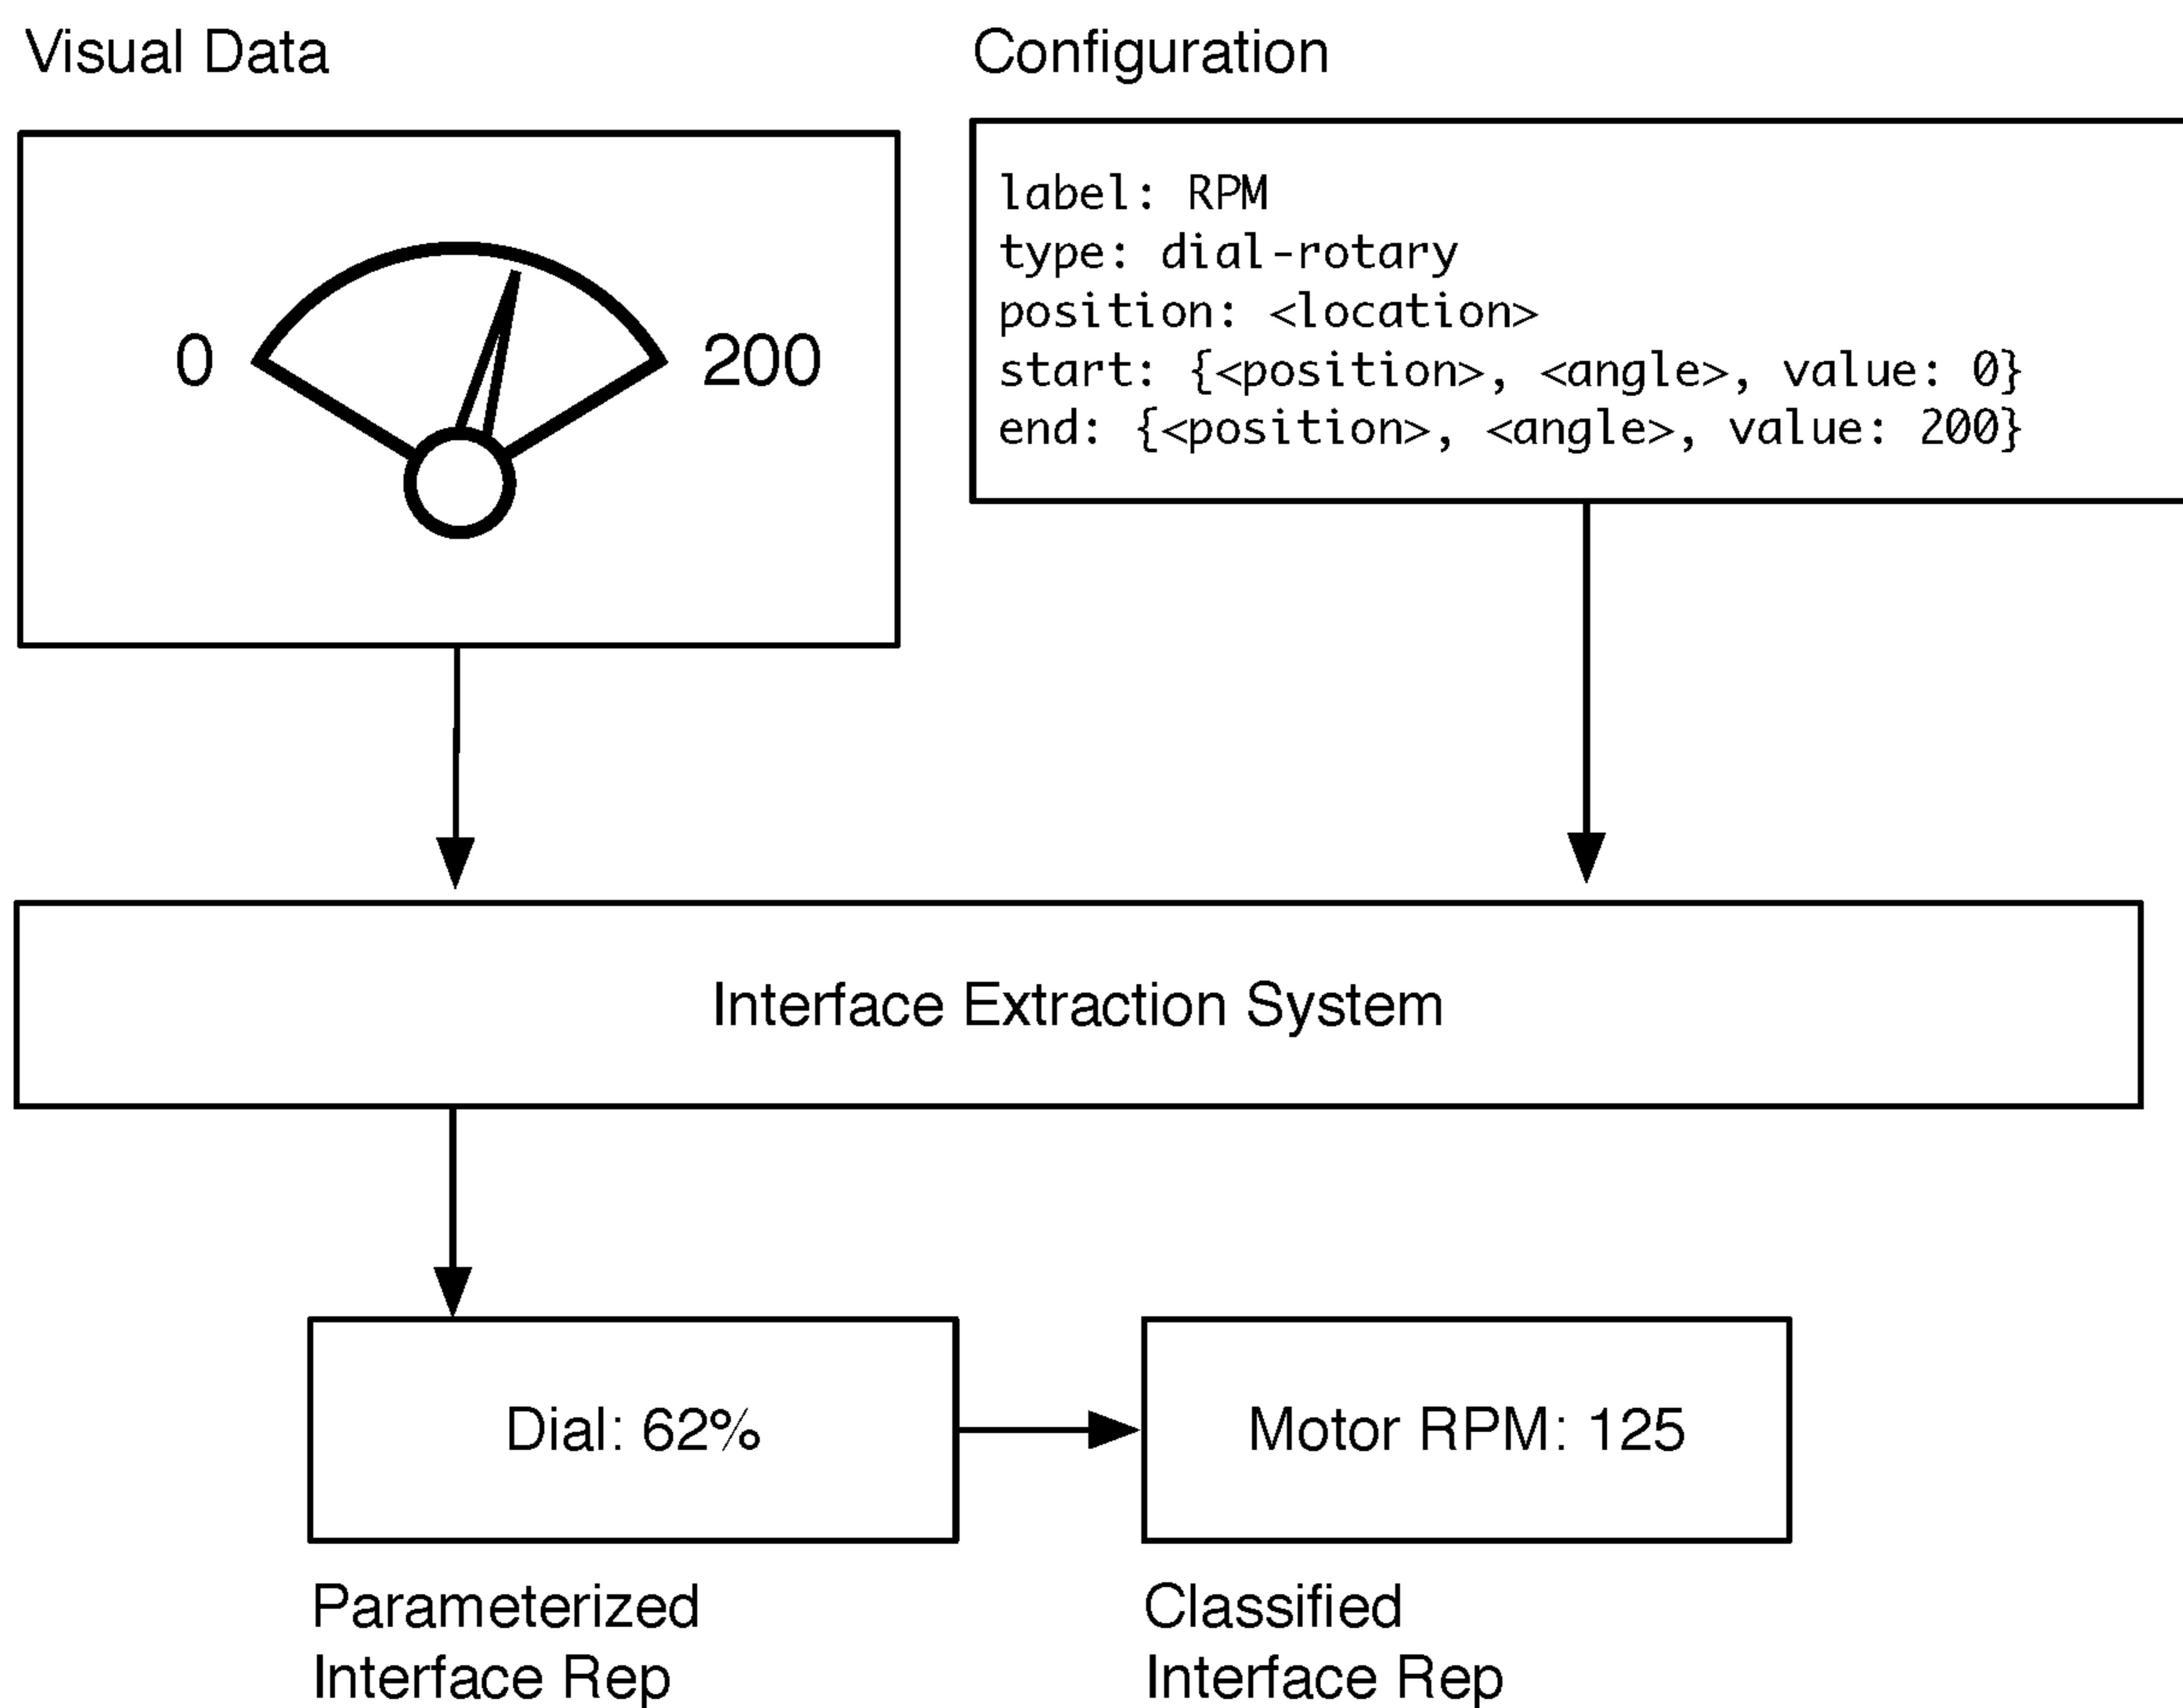 Visual Data
Configuration
0
200
label: RPM
type: dial-rotary
position: <location>
start: {<position>, <angle>, value: 0}
end: {<position>, <angle>, value: 200}
Interface Extraction System
Dial: 62%
Motor RPM: 125
Parameterized
Interface Rep
Classified
Interface Rep